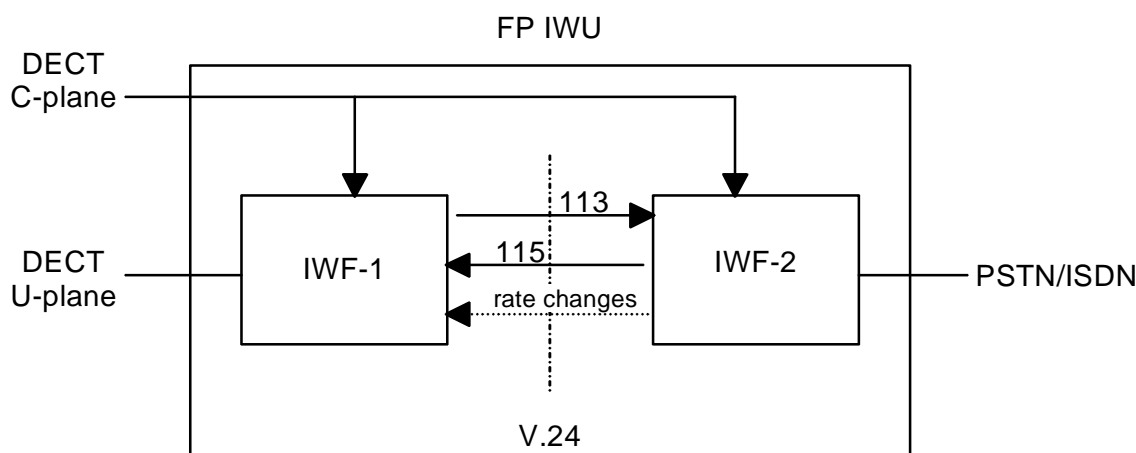 FP IWU
DECT
C-plane
113
115
IWF-1
IWF-2
DECT
U-plane
rate changes
PSTN/ISDN
V.24